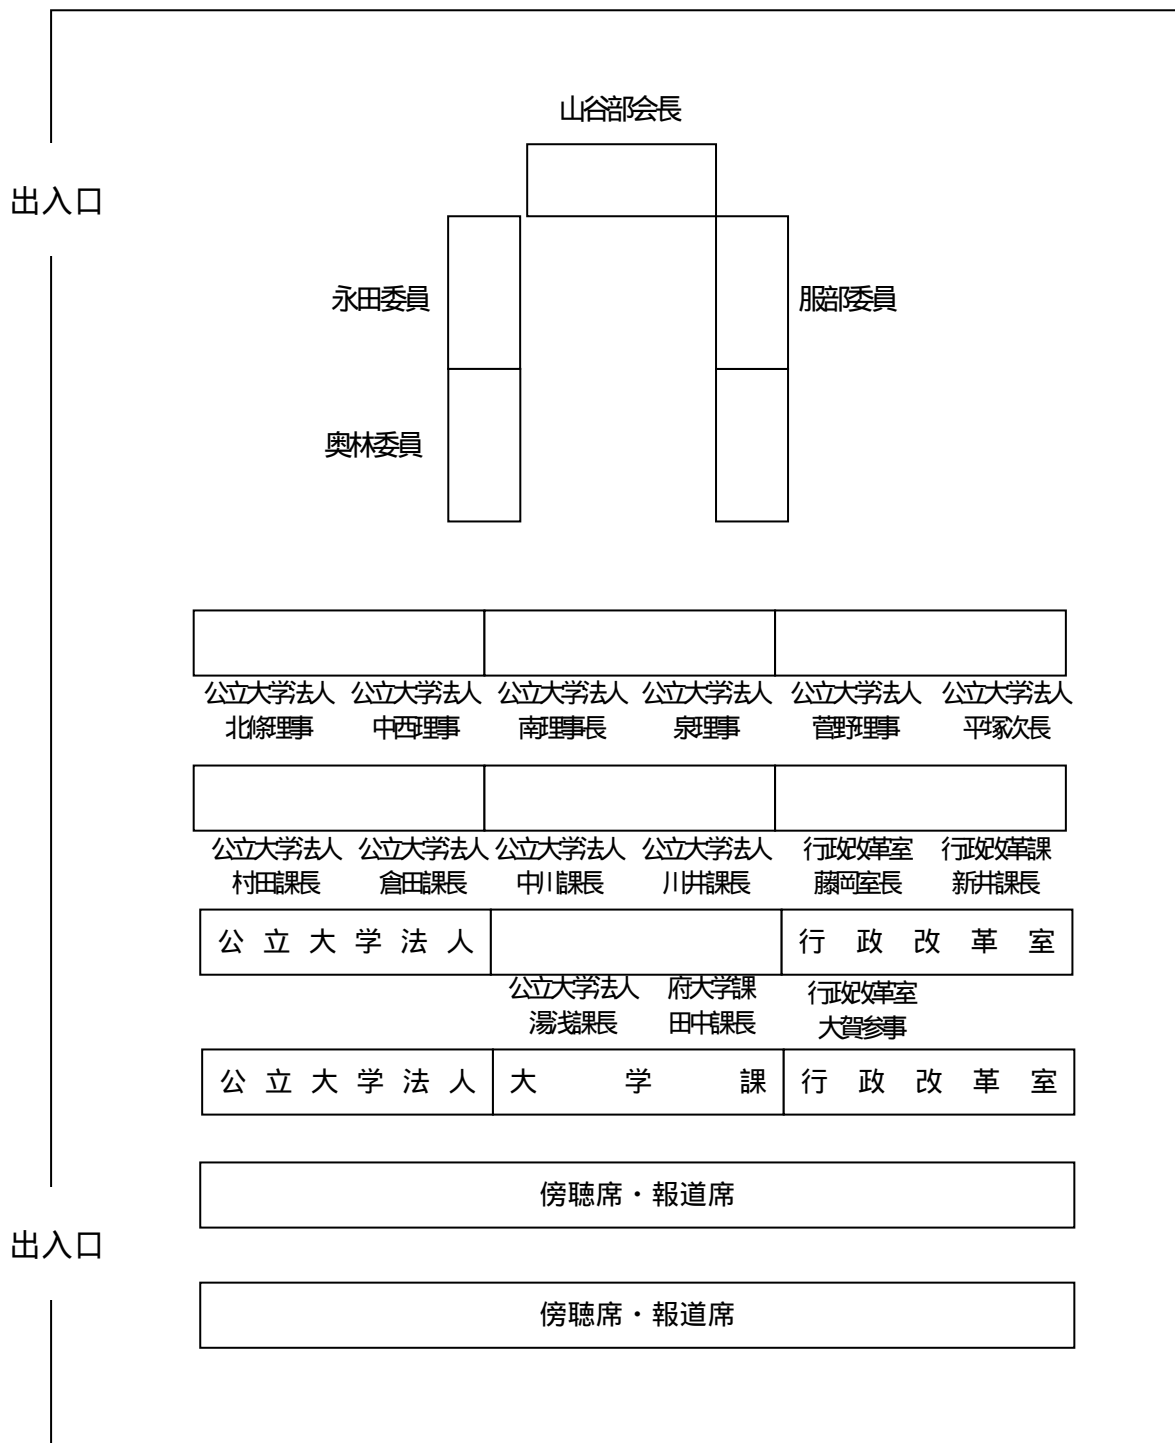 山谷部会長
出入口
永田委員
服部委員
奥林委員
公立大学法人 公立大学法人 公立大学法人 公立大学法人 公立大学法人 公立大学法人
北條理事 中西理事 南理事長 泉理事 菅野理事 平塚次長
公立大学法人 公立大学法人 公立大学法人 公立大学法人 行政改革室 行政改革課
村田課長 倉田課長 中川課長 川井課長 藤岡室長 新井課長
公立大学法人 行政改革室
公立大学法人 府大学課 行政改革室
湯浅課長 田中課長 大賀参事
公立大学法人 大学課 行政改革室
傍聴席・報道席
出入口
傍聴席・報道席